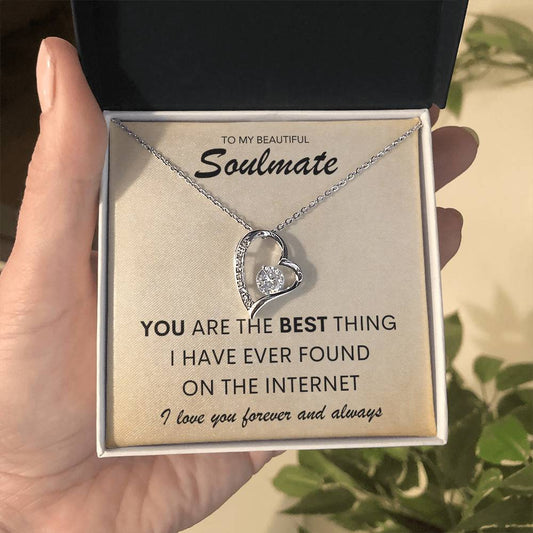 TO MY BEAUTIFUL
Soulmate
YOU ARE THE BEST THING
I HAVE EVER FOUND
ON THE INTERNET
I love you forever and always